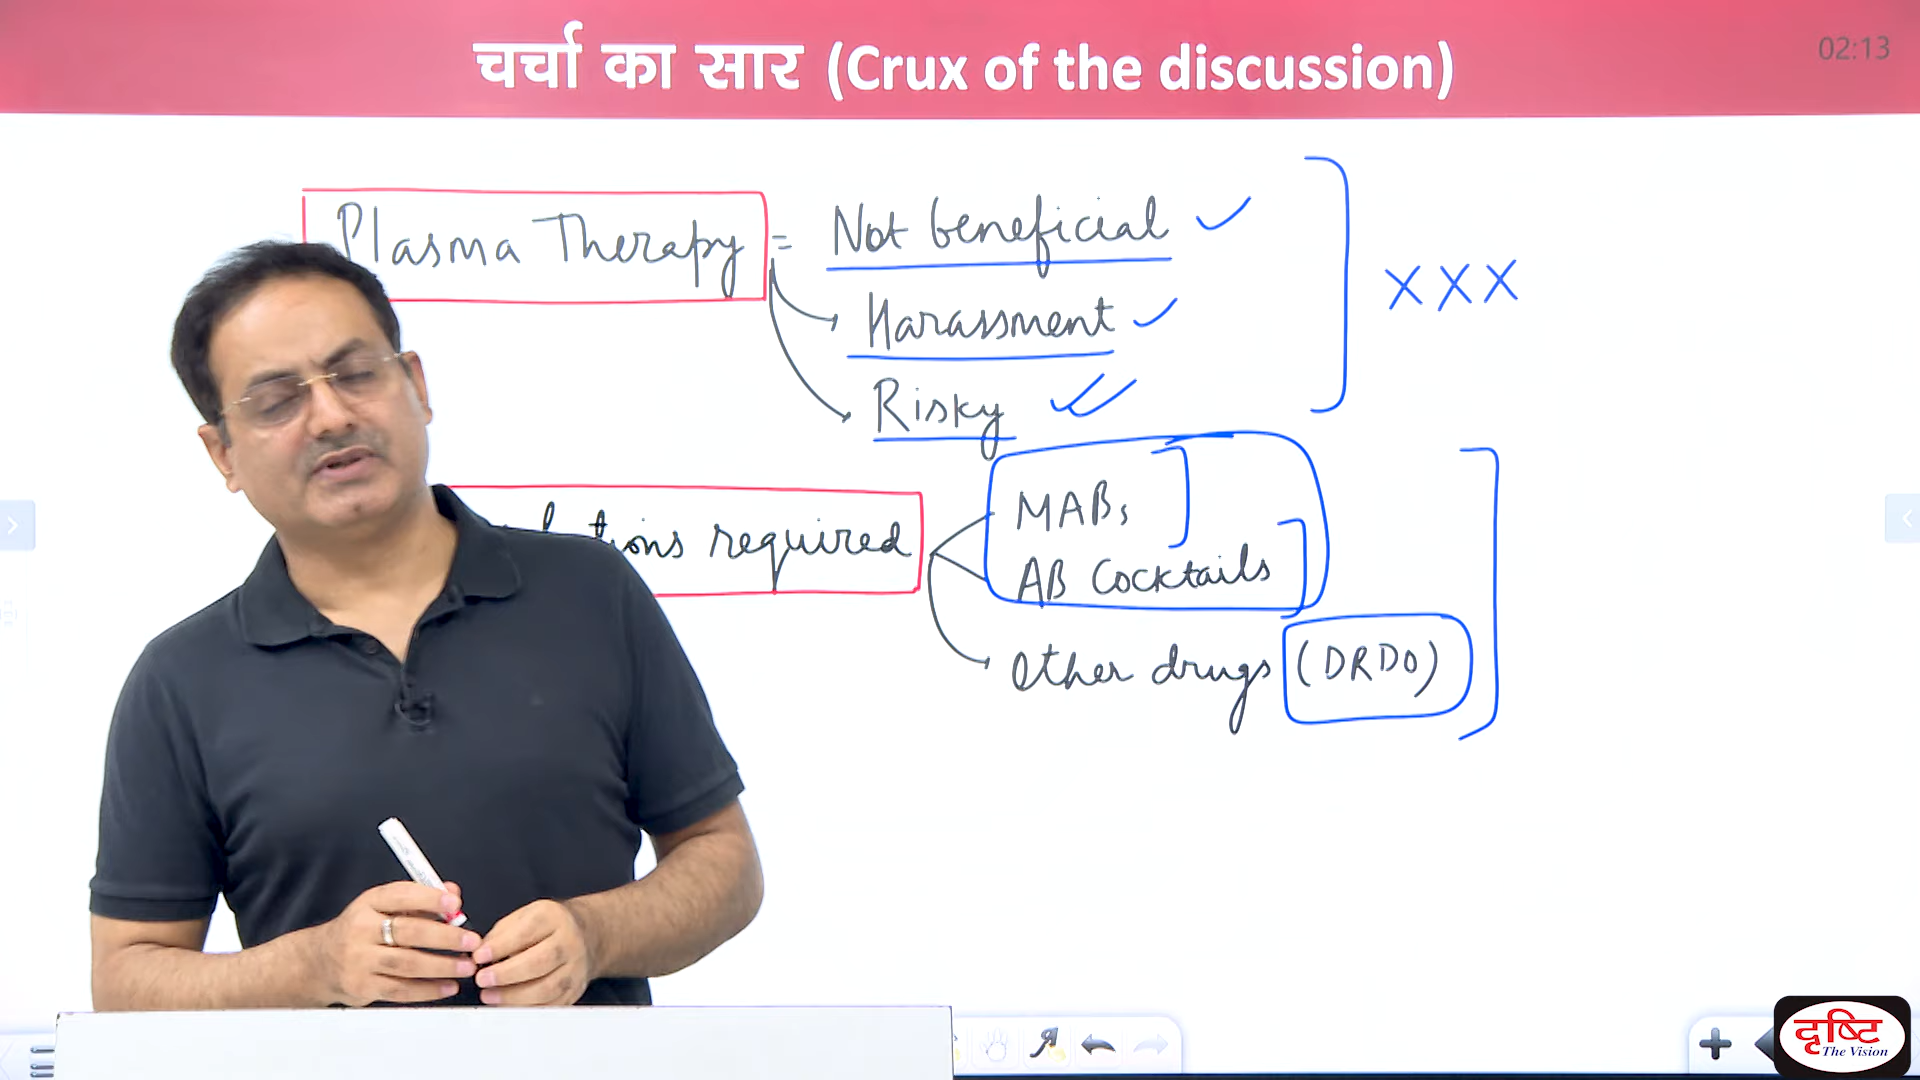 चर्चा का सार (Crux of the discussion)
02:13
Plasma Therapy = Not beneficial ✓
Harassment ✓
Risky ✓✓
XXX
required
MABs
AB Cocktails
Other drugs (DRDO)
दृष्टि
The Vision